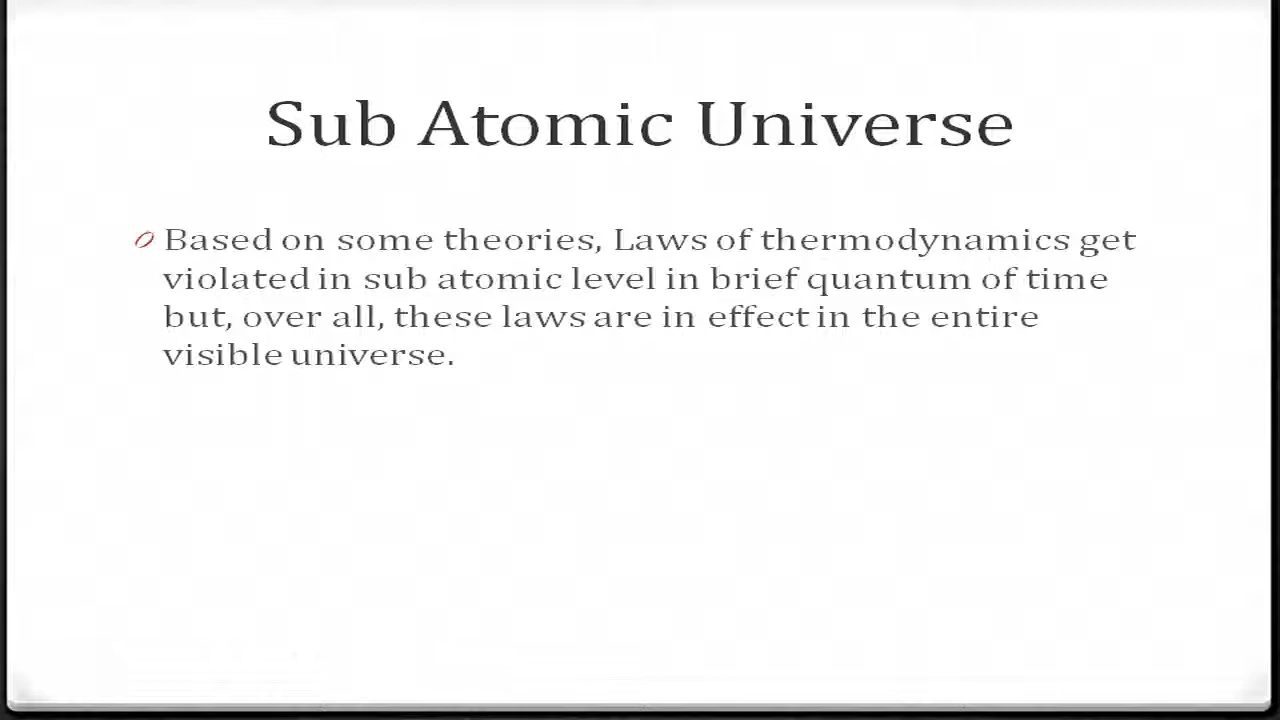 Sub Atomic Universe
Based on some theories, Laws of thermodynamics get
violated in sub atomic level in brief quantum of time
but, over all, these laws are in effect in the entire
visible universe.